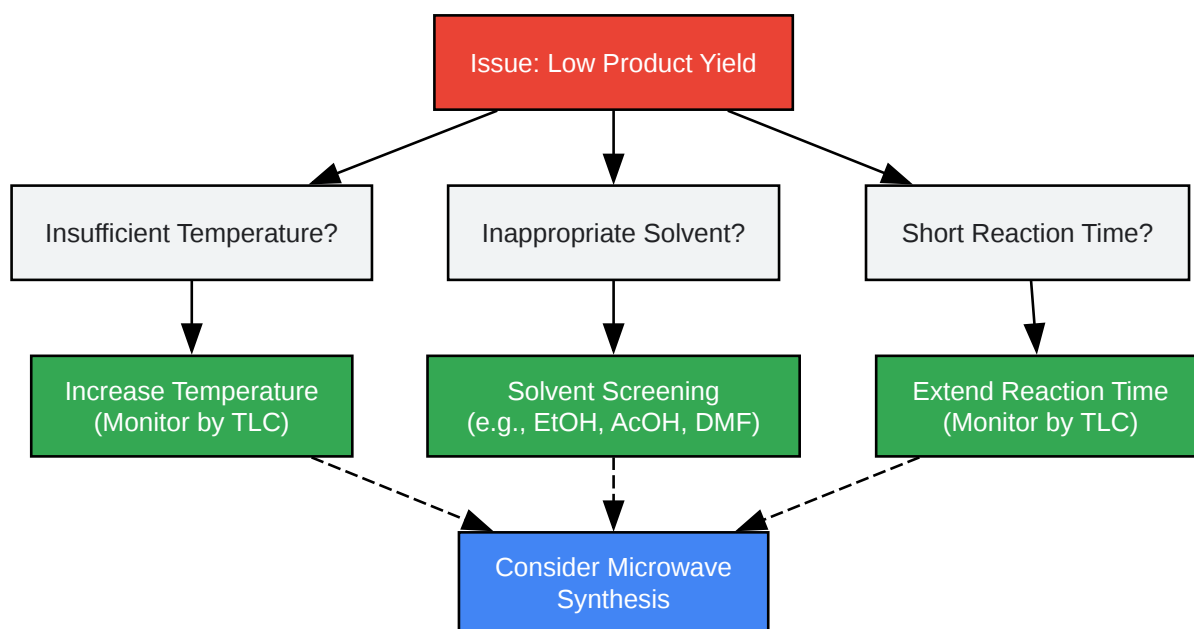 Issue: Low Product Yield
Insufficient Temperature?
Inappropriate Solvent?
Short Reaction Time?
Increase Temperature
(Monitor by TLC)
Solvent Screening
(e.g., EtOH, AcOH, DMF)
Extend Reaction Time
(Monitor by TLC)
Consider Microwave
Synthesis